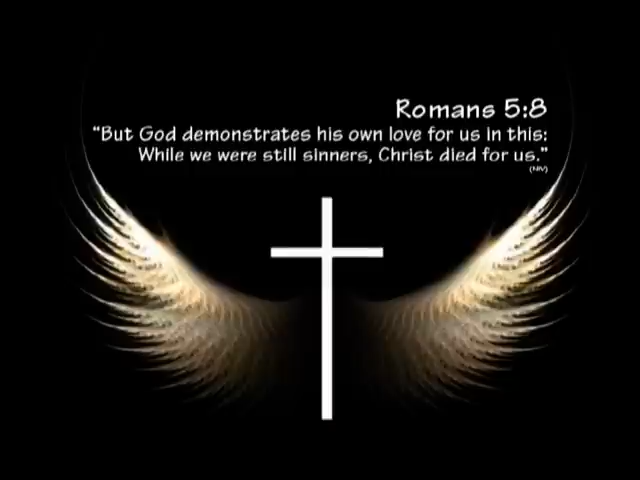 Romans 5:8
“But God demonstrates his own love for us in this:
While we were still sinners, Christ died for us.”
(NIV)